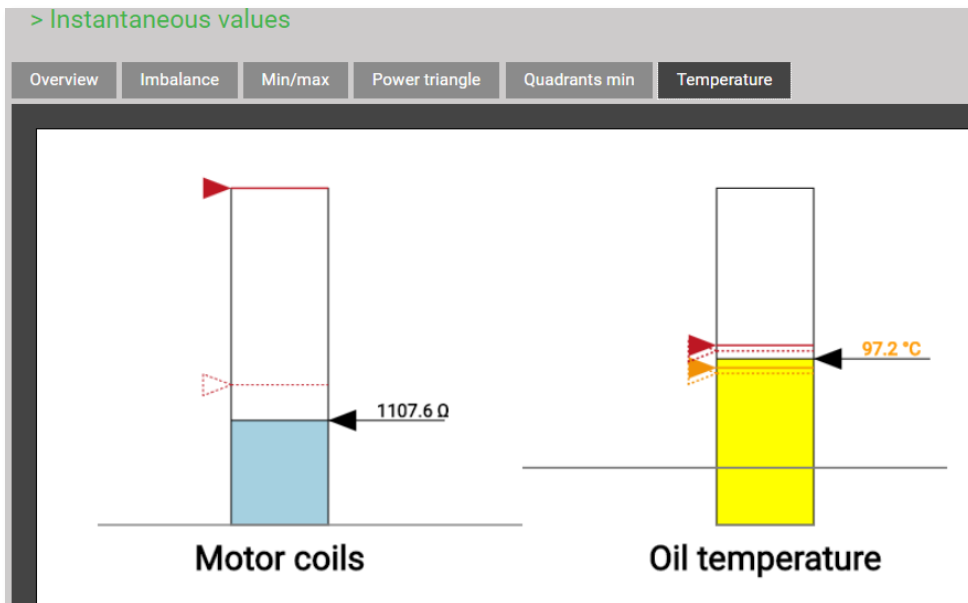 > Instantaneous values
Overview
Imbalance
Min/max
Power triangle
Quadrants min
Temperature
1107.6 Ω
97.2 °C
Motor coils
Oil temperature